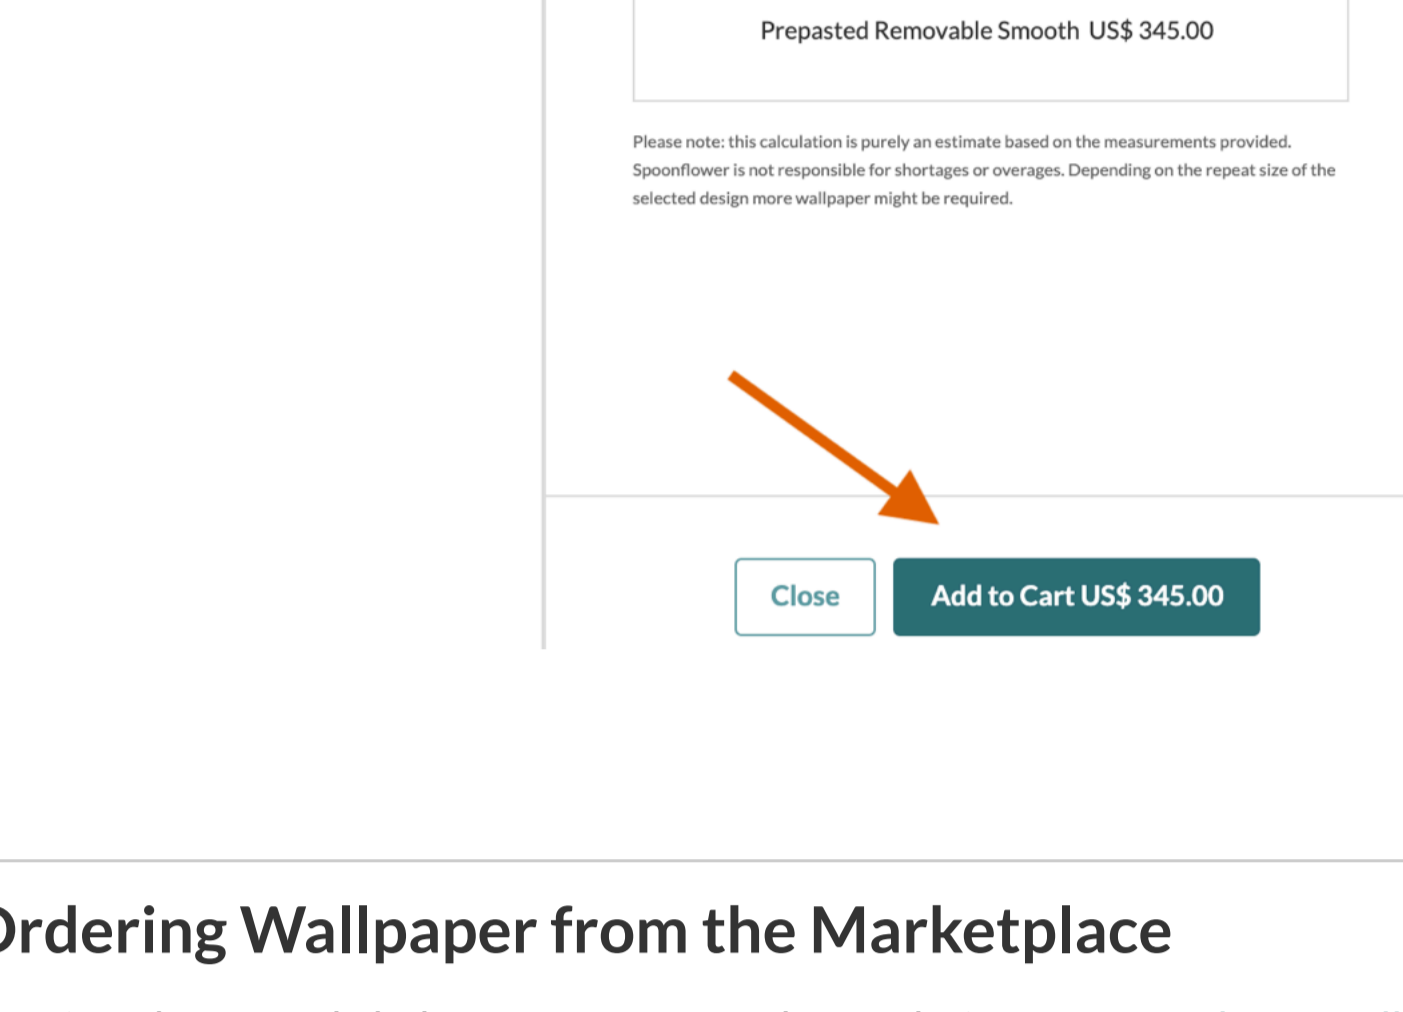 Prepasted Removable Smooth US$ 345.00
Please note: this calculation is purely an estimate based on the measurements provided.
Spoonflower is not responsible for shortages or overages. Depending on the repeat size of the
selected design more wallpaper might be required.
Close
Add to Cart US$ 345.00
Ordering Wallpaper from the Marketplace